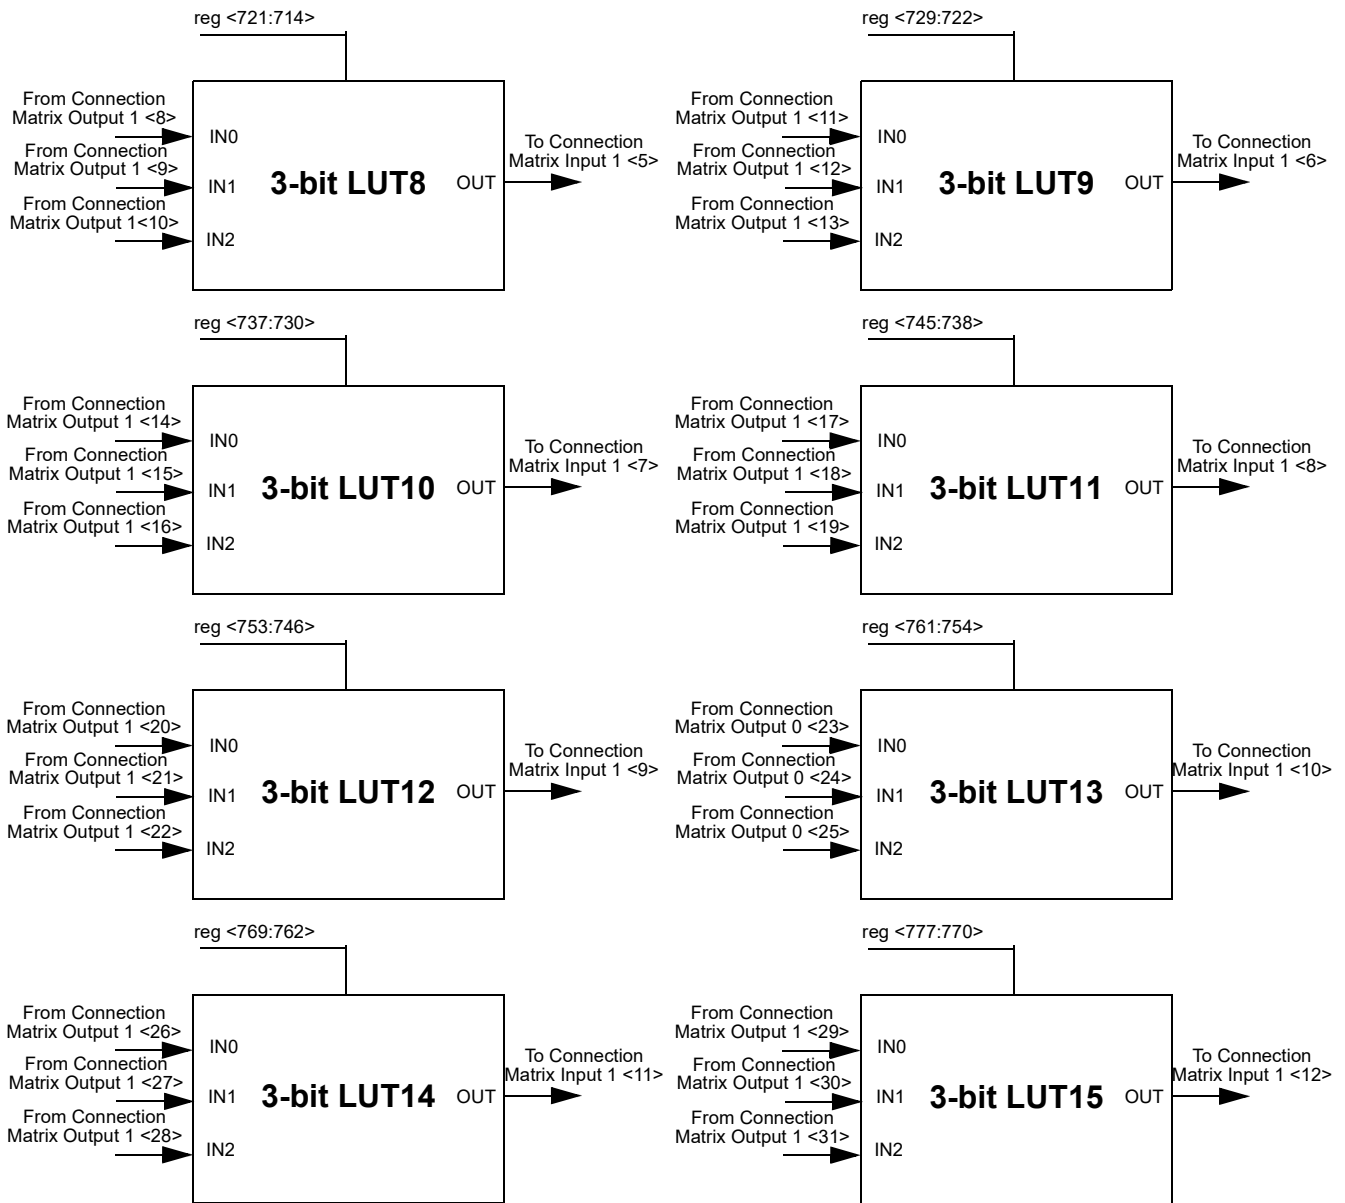 reg <721:714>
From Connection
Matrix Output 1 <8>
IN0
From Connection
Matrix Output 1 <9>
IN1
From Connection
Matrix Output 1<10>
IN2
3-bit LUT8
OUT
To Connection
Matrix Input 1 <5>
reg <729:722>
From Connection
Matrix Output 1 <11>
IN0
From Connection
Matrix Output 1 <12>
IN1
From Connection
Matrix Output 1 <13>
IN2
3-bit LUT9
OUT
To Connection
Matrix Input 1 <6>
reg <737:730>
From Connection
Matrix Output 1 <14>
IN0
From Connection
Matrix Output 1 <15>
IN1
From Connection
Matrix Output 1 <16>
IN2
3-bit LUT10
OUT
To Connection
Matrix Input 1 <7>
reg <745:738>
From Connection
Matrix Output 1 <17>
IN0
From Connection
Matrix Output 1 <18>
IN1
From Connection
Matrix Output 1 <19>
IN2
3-bit LUT11
OUT
To Connection
Matrix Input 1 <8>
reg <753:746>
From Connection
Matrix Output 1 <20>
IN0
From Connection
Matrix Output 1 <21>
IN1
From Connection
Matrix Output 1 <22>
IN2
3-bit LUT12
OUT
To Connection
Matrix Input 1 <9>
reg <761:754>
From Connection
Matrix Output 0 <23>
IN0
From Connection
Matrix Output 0 <24>
IN1
From Connection
Matrix Output 0 <25>
IN2
3-bit LUT13
OUT
To Connection
Matrix Input 1 <10>
reg <769:762>
From Connection
Matrix Output 1 <26>
IN0
From Connection
Matrix Output 1 <27>
IN1
From Connection
Matrix Output 1 <28>
IN2
3-bit LUT14
OUT
To Connection
Matrix Input 1 <11>
reg <777:770>
From Connection
Matrix Output 1 <29>
IN0
From Connection
Matrix Output 1 <30>
IN1
From Connection
Matrix Output 1 <31>
IN2
3-bit LUT15
OUT
To Connection
Matrix Input 1 <12>